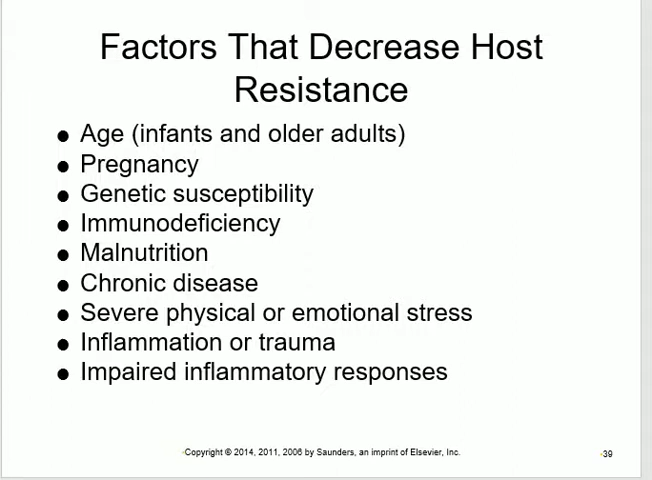 Factors That Decrease Host
Resistance
● Age (infants and older adults)
● Pregnancy
● Genetic susceptibility
● Immunodeficiency
● Malnutrition
● Chronic disease
● Severe physical or emotional stress
● Inflammation or trauma
● Impaired inflammatory responses
Copyright © 2014, 2011, 2006 by Saunders, an imprint of Elsevier, Inc.
39